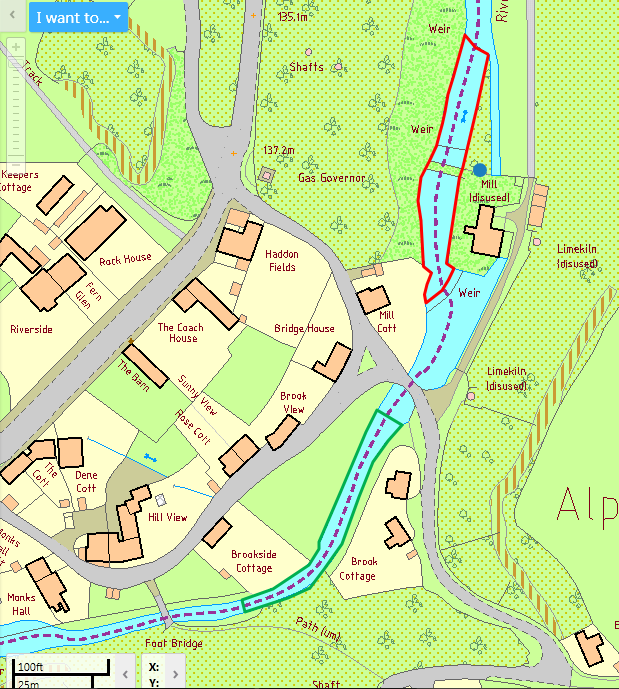 I want to...
135.1m
Weir
Rive
Track
Shafts
Weir
137.2m
Keepers
Cottage
Gas Governor
Mill
(disused)
Rock House
Haddon
Fields
Limekiln
(disused)
Fern
Glen
Riverside
The Coach
House
Bridge House
Mill
Cott
Weir
The Barn
Sunny View
Rose Cott
Brook
View
Limekiln
(disused)
The
Cott
Dene
Cott
Hill View
Alp
Monks
Brookside
Cottage
Brook
Cottage
Monks
Hall
Foot Bridge
Path (um)
100ft
25m
X:
Y:
Shaft